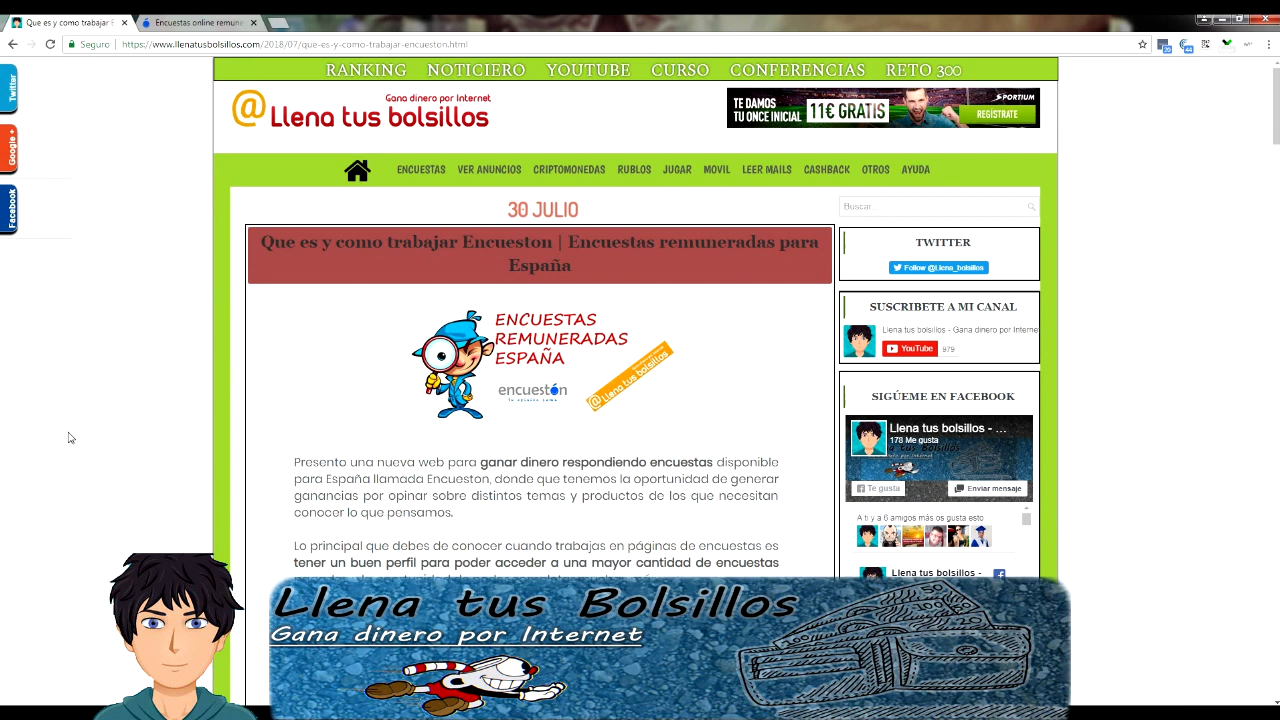 Que es y como trabajar E
Encuestas online remune
Seguro
https://www.llenatusbolsillos.com/2018/07/que-es-y-como-trabajar-encueston.html
20
44
Twitter
Google +
Facebook
RANKING NOTICIERO YOUTUBE CURSO CONFERENCIAS RETO 300
Gana dinero por Internet
@Llena tus bolsillos
TE DAMOS
TU ONCE INICIAL
11€ GRATIS
SPORTIUM
REGÍSTRATE
ENCUESTAS VER ANUNCIOS CRIPTOMONEDAS RUBLOS JUGAR MOVIL LEER MAILS CASHBACK OTROS AYUDA
30 JULIO
Que es y como trabajar Encueston | Encuestas remuneradas para
España
ENCUESTAS
REMUNERADAS
ESPAÑA
encuestón
tu opinión suma
@ Llena tus bolsillos
Presento una nueva web para ganar dinero respondiendo encuestas disponible
para España llamada Encueston, donde que tenemos la oportunidad de generar
ganancias por opinar sobre distintos temas y productos de los que necesitan
conocer lo que pensamos.
Lo principal que debes de conocer cuando trabajas en páginas de encuestas es
tener un buen perfil para poder acceder a una mayor cantidad de encuestas
Buscar...
TWITTER
Follow @Llena_bolsillos
SUSCRIBETE A MI CANAL
Llena tus bolsillos - Gana dinero por Interne
YouTube 979
SIGÚEME EN FACEBOOK
Llena tus bolsillos - ...
178 Me gusta
Te gusta
Enviar mensaje
A ti y a 6 amigos más os gusta esto
Llena tus bolsillos -
Llena tus Bolsillos
Gana dinero por Internet